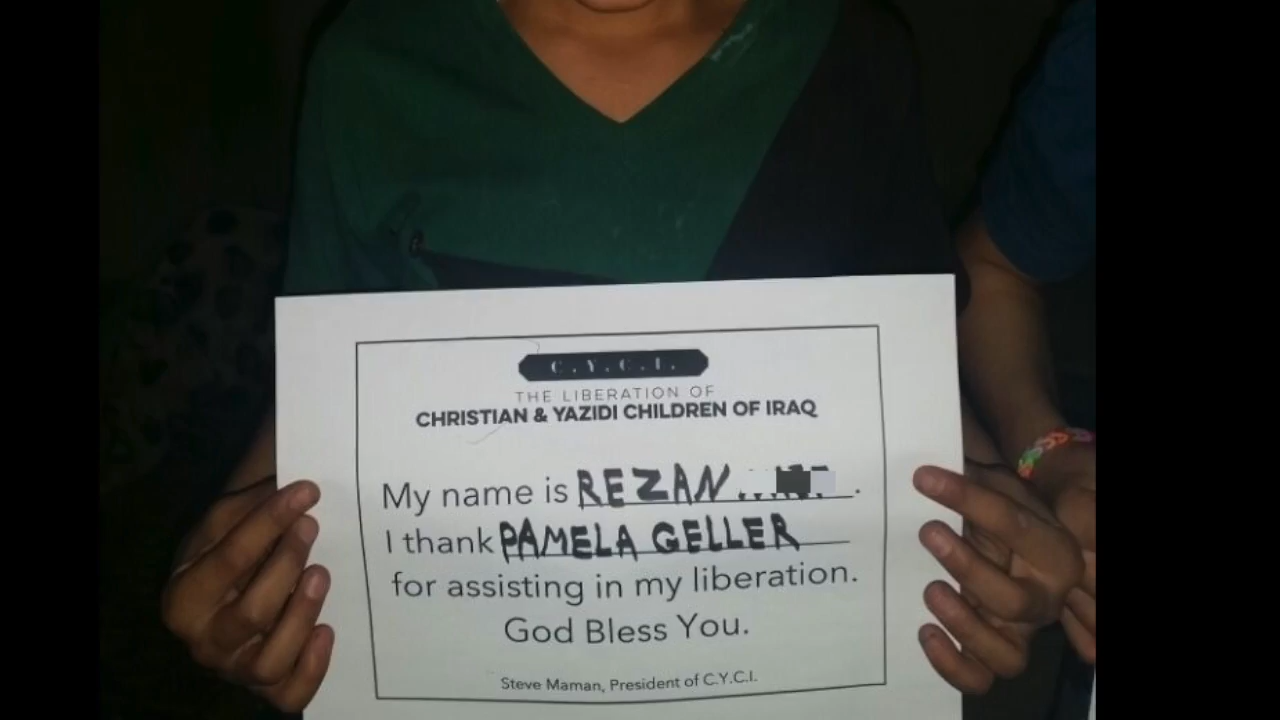 C.Y.C.I.
THE LIBERATION OF
CHRISTIAN & YAZIDI CHILDREN OF IRAQ
My name is REZAN .
I thank PAMELA GELLER
for assisting in my liberation.
God Bless You.
Steve Maman, President of C.Y.C.I.